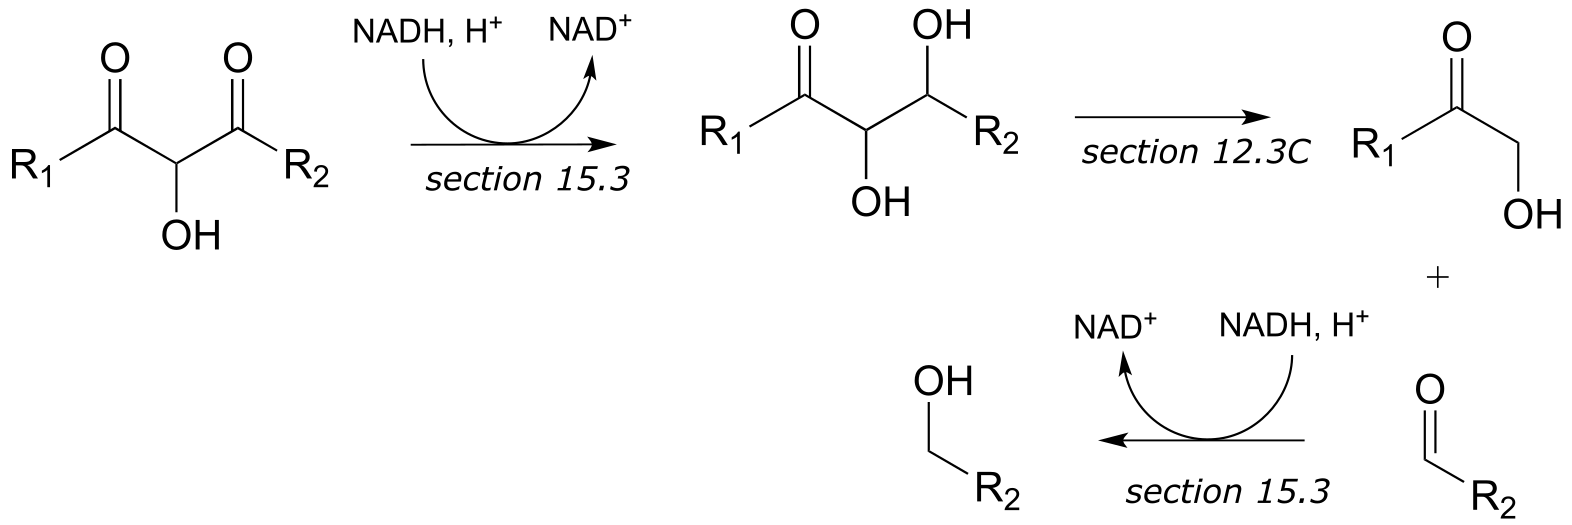 O O
R1 R2
OH
NADH, H+ NAD+
section 15.3
O OH
R1 R2
OH
section 12.3C
O
R1
OH
+
NAD+ NADH, H+
section 15.3
OH
R2
O
R2